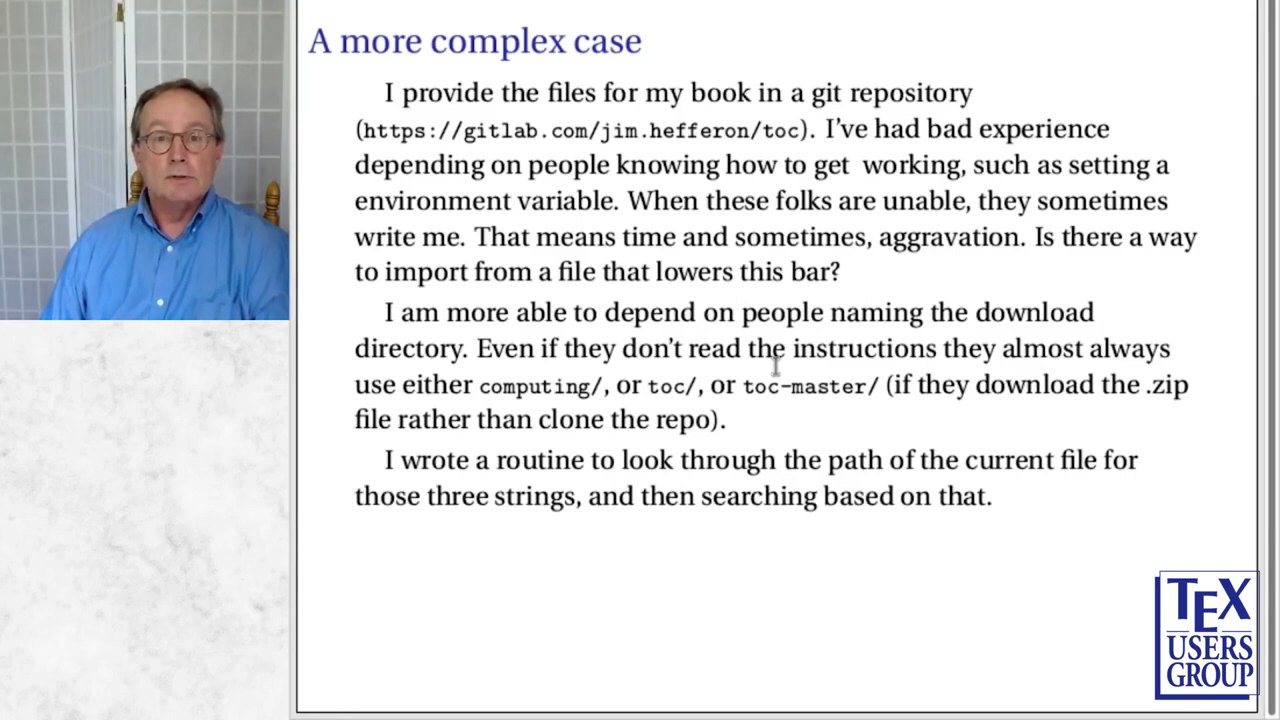 A more complex case
I provide the files for my book in a git repository
(https://gitlab.com/jim.hefferon/toc). I've had bad experience
depending on people knowing how to get  working, such as setting a
environment variable. When these folks are unable, they sometimes
write me. That means time and sometimes, aggravation. Is there a way
to import from a file that lowers this bar?
I am more able to depend on people naming the download
directory. Even if they don't read the instructions they almost always
use either computing/, or toc/, or toc-master/ (if they download the .zip
file rather than clone the repo).
I wrote a routine to look through the path of the current file for
those three strings, and then searching based on that.
TEX
USERS
GROUP